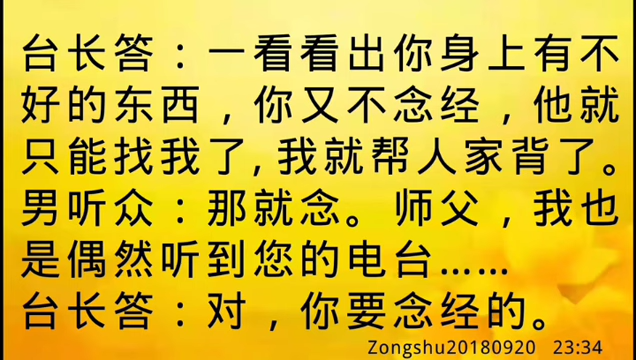 台长答：一看看出你身上有不
好的东西，你又不念经，他就
只能找我了,我就帮人家背了。
男听众：那就念。师父，我也
是偶然听到您的电台……
台长答：对，你要念经的。
Zongshu20180920 23:34